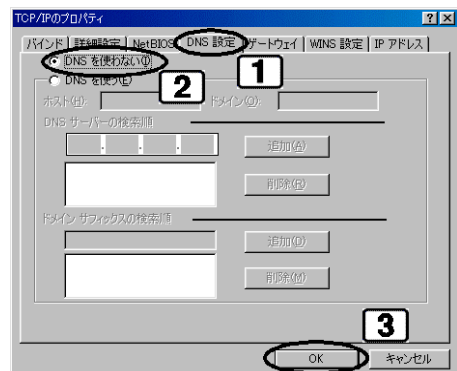 TCP/IPのプロパティ
バインド 詳細設定 NetBIOS DNS 設定 ゲートウェイ WINS 設定 IP アドレス
1
DNS を使わない(I)
DNS を使う(E)
2
ホスト(H): ドメイン(O):
DNS サーバーの検索順
追加(A)
削除(R)
ドメイン サフィックスの検索順
追加(D)
削除(M)
3
OK キャンセル